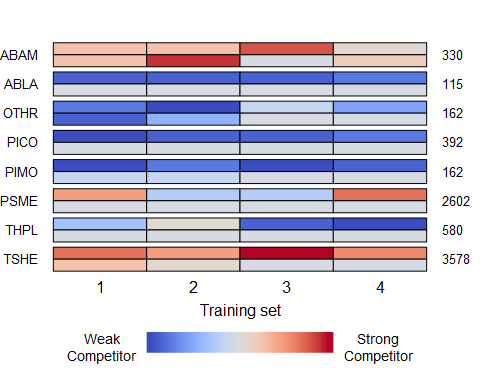 ABAM 330
ABLA 115
OTHR 162
PICO 392
PIMO 162
PSME 2602
THPL 580
TSHE 3578
1 2 3 4
Training set
Weak Competitor
Strong Competitor